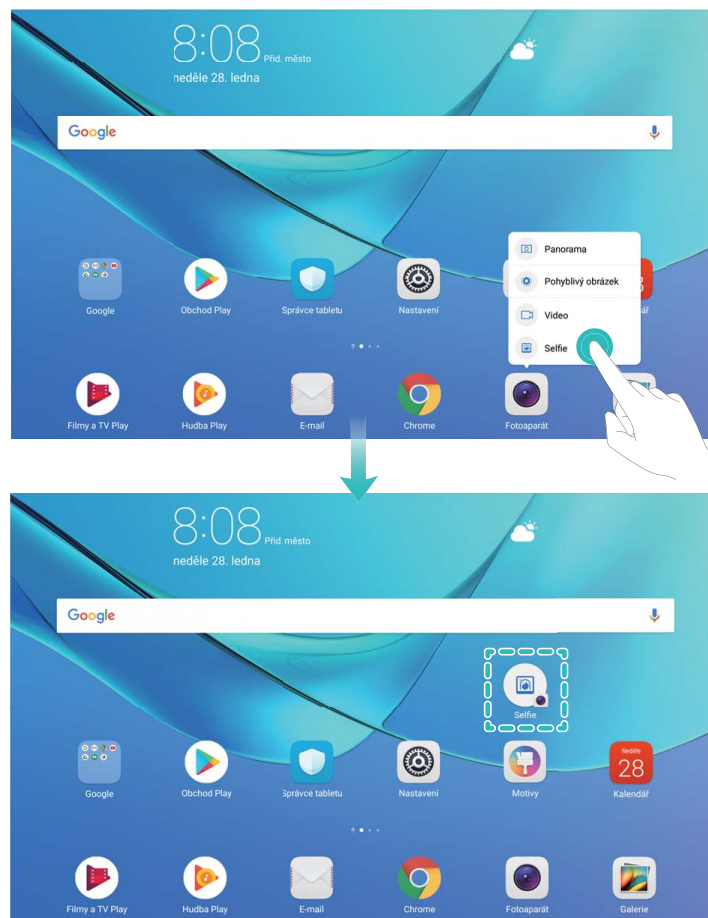 8:08 Přid. město
neděle 28. ledna
Google
Panorama
Pohyblivý obrázek
Video
Selfie
Google
Obchod Play
Správce tabletu
Nastavení
ář
Filmy a TV Play
Hudba Play
E-mail
Chrome
Fotoaparát
8:08 Přid. město
neděle 28. ledna
Google
Selfie
Google
Obchod Play
Správce tabletu
Nastavení
Motivy
Neděle
28
Kalendář
Filmy a TV Play
Hudba Play
E-mail
Chrome
Fotoaparát
Galerie